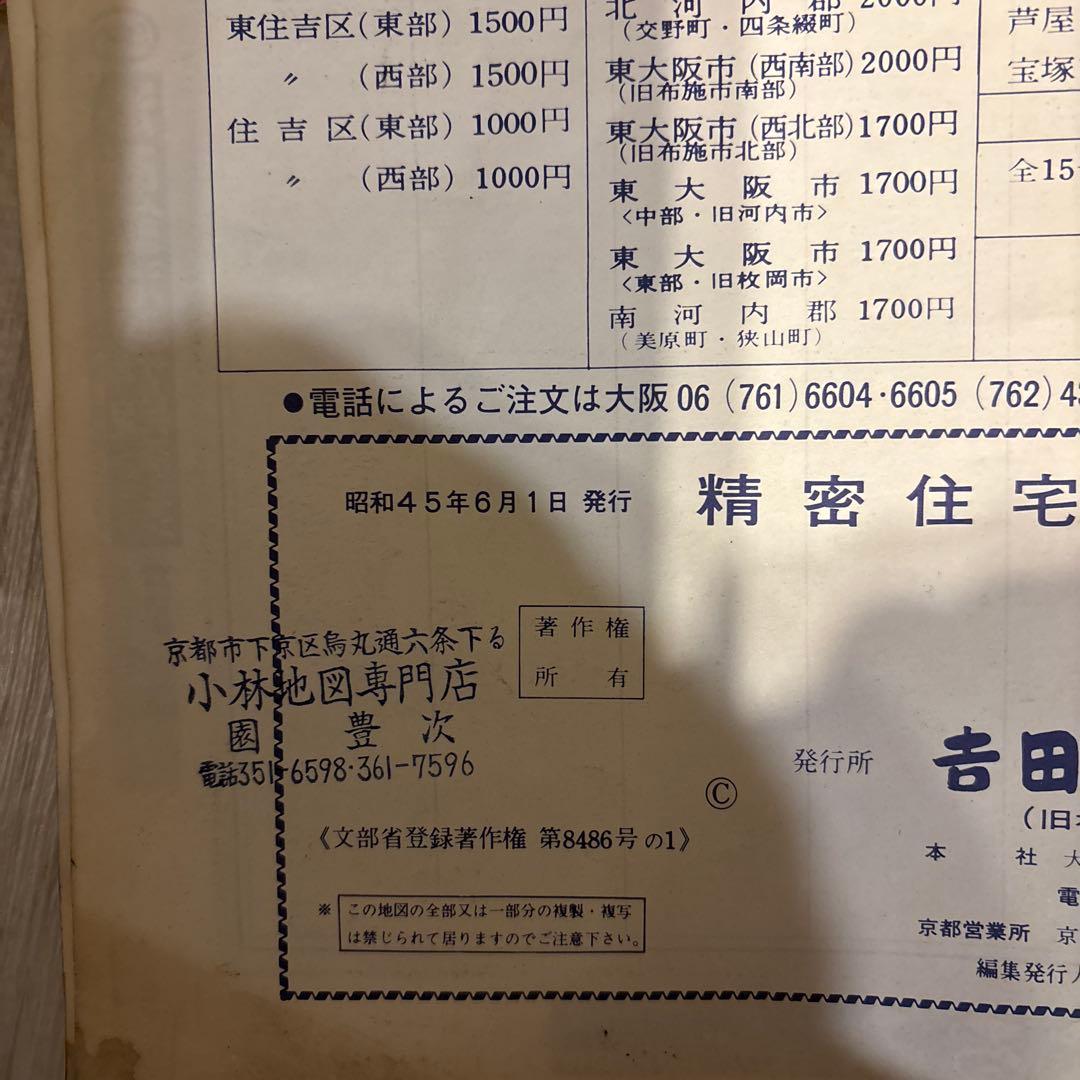 東住吉区(東部) 1500円
〃 (西部) 1500円
住吉区(東部) 1000円
〃 (西部) 1000円
北河内郡 2000円
(交野町・四条綴町)
東大阪市(西南部) 2000円
(旧布施市南部)
東大阪市(西北部) 1700円
(旧布施市北部)
東大阪市 1700円
<中部・旧河内市>
東大阪市 1700円
<東部・旧枚岡市>
南河内郡 1700円
(美原町・狭山町)
芦屋
宝塚
全15
●電話によるご注文は大阪 06 (761) 6604・6605 (762)
昭和45年6月1日 発行
精密住宅
京都市下京区烏丸通六条下る
小林地図専門店
園 豊次
電話351-6598・361-7596
著作権
所有
発行所 吉田
Ⓒ
(旧
《文部省登録著作権 第8486号の1》
本社 大
電
京都営業所 京
編集発行人
※ この地図の全部又は一部分の複製・複写
は禁じられて居りますのでご注意下さい。